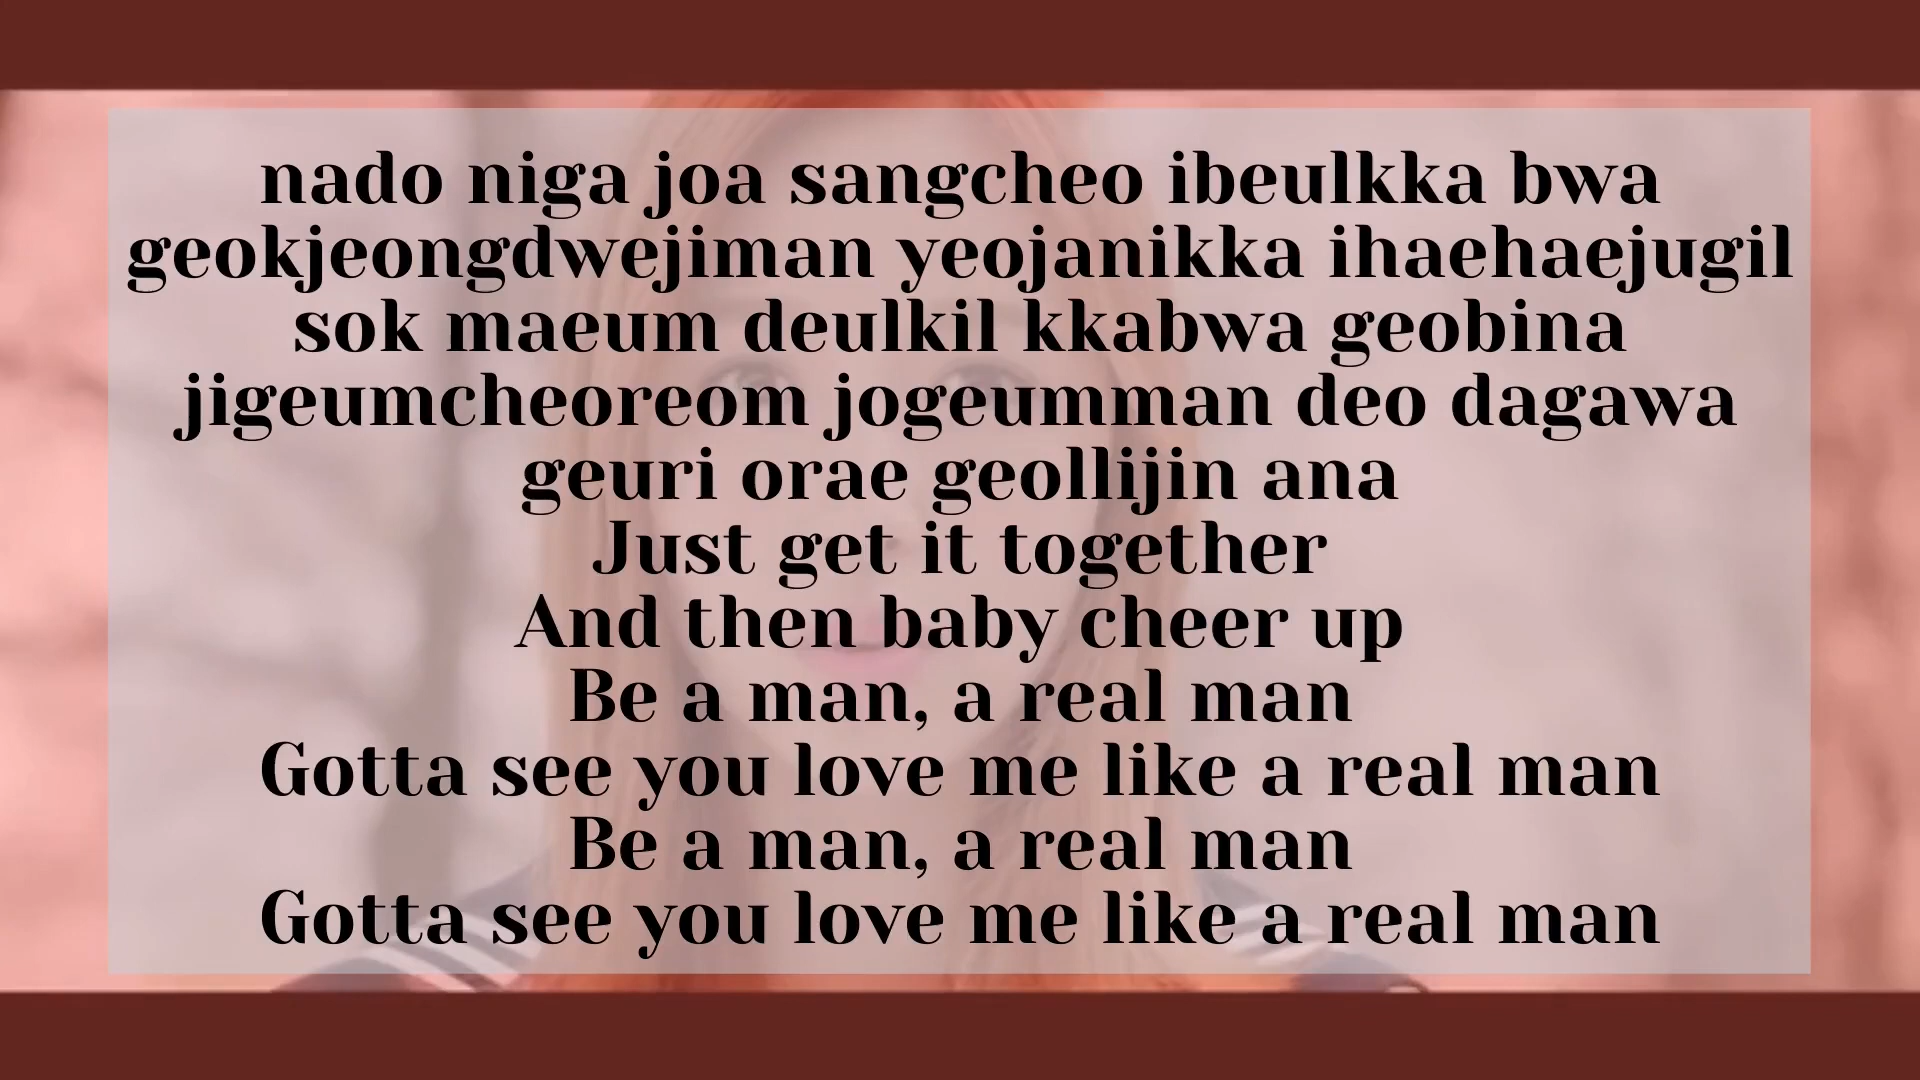 nado niga joa sangcheo ibeulkka bwa
geokjeongdwejiman yeojanikka ihaehaejugil
sok maeum deulkil kkabwa geobina
jigeumcheoreom jogeumman deo dagawa
geuri orae geollijin ana
Just get it together
And then baby cheer up
Be a man, a real man
Gotta see you love me like a real man
Be a man, a real man
Gotta see you love me like a real man